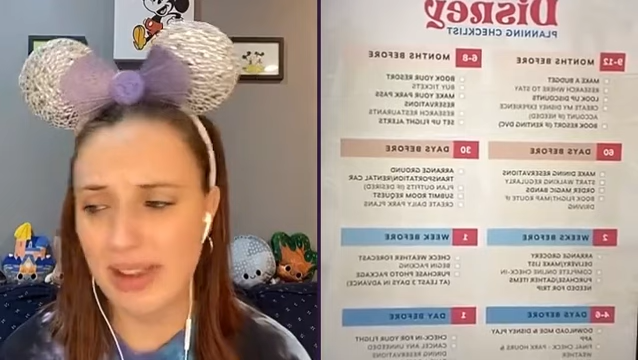 Disney
PLANNING CHECKLIST
9-12 MONTHS BEFORE
MAKE A BUDGET
RESEARCH WHERE TO STAY
LOOK UP DISCOUNTS
CREATE MY DISNEY EXPERIENCE
ACCOUNT (IF NEEDED)
BOOK RESORT (IF RENTING DVC)
6-8 MONTHS BEFORE
BOOK YOUR RESORT
BUY TICKETS
MAKE YOUR PARK PASS
RESERVATIONS
RESEARCH RESTAURANTS
SET UP FLIGHT ALERTS
60 DAYS BEFORE
MAKE DINING RESERVATIONS
START WALKING REGULARLY
ORDER MAGIC BANDS
BOOK FLIGHT/MAP ROUTE IF
DRIVING
30 DAYS BEFORE
ARRANGE GROUND
TRANSPORTATION/RENTAL CAR
PLAN OUTFITS (IF DESIRED)
SUBMIT ROOM REQUEST
DAILY PARK PLANS
2 WEEKS BEFORE
ARRANGE GROCERY
DELIVERY/MAKE LIST
COMPLETE ONLINE CHECK-IN
PURCHASE/GATHER ITEMS
NEEDED FOR TRIP
1 WEEK BEFORE
CHECK WEATHER FORECAST
BEGIN PACKING
PURCHASE PHOTO PACKAGE
(AT LEAST 3 DAYS IN ADVANCE)
4-6 DAYS BEFORE
DOWNLOAD MDE DISNEY PLAY
APP
CHECK FINAL PARK HOURS &
WEATHER
1 DAY BEFORE
CHECK-IN FOR YOUR FLIGHT
CANCEL ANY UNNEEDED
DINING RESERVATIONS